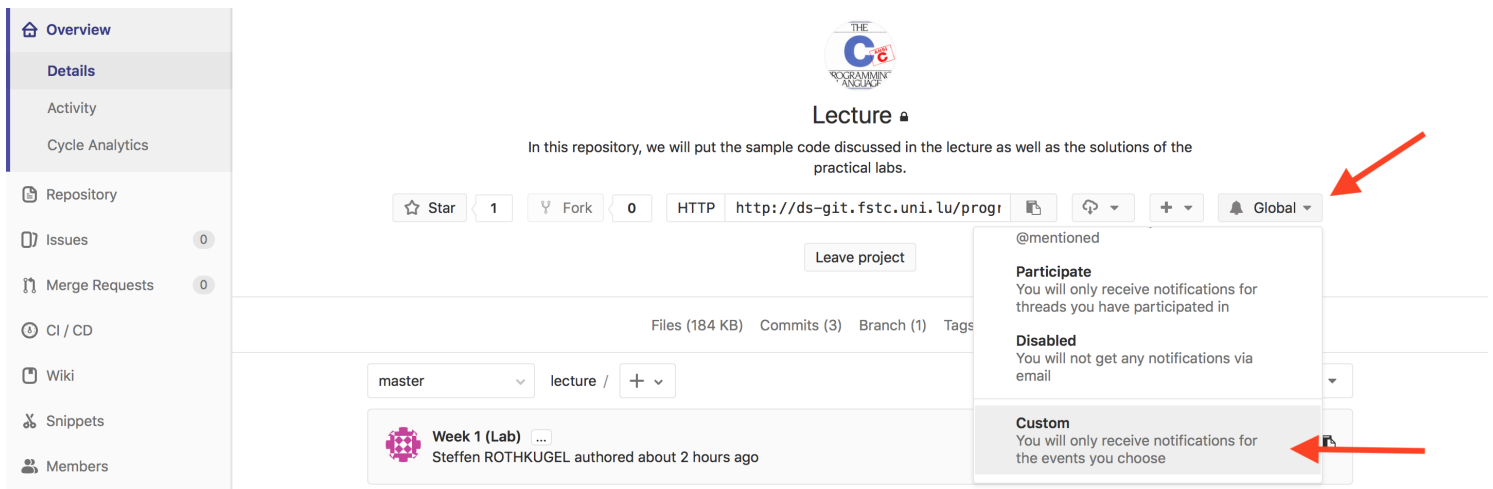 Overview
Details
Activity
Cycle Analytics
Repository
Issues 0
Merge Requests 0
CI / CD
Wiki
Snippets
Members
THE
C
ANSI
C
PROGRAMMING
LANGUAGE
Lecture
In this repository, we will put the sample code discussed in the lecture as well as the solutions of the
practical labs.
Star 1 Fork 0 HTTP http://ds-git.fstc.uni.lu/progr Global
Leave project
Files (184 KB) Commits (3) Branch (1) Tags
master lecture /
Week 1 (Lab) ...
Steffen ROTHKUGEL authored about 2 hours ago
@mentioned
Participate
You will only receive notifications for
threads you have participated in
Disabled
You will not get any notifications via
email
Custom
You will only receive notifications for
the events you choose